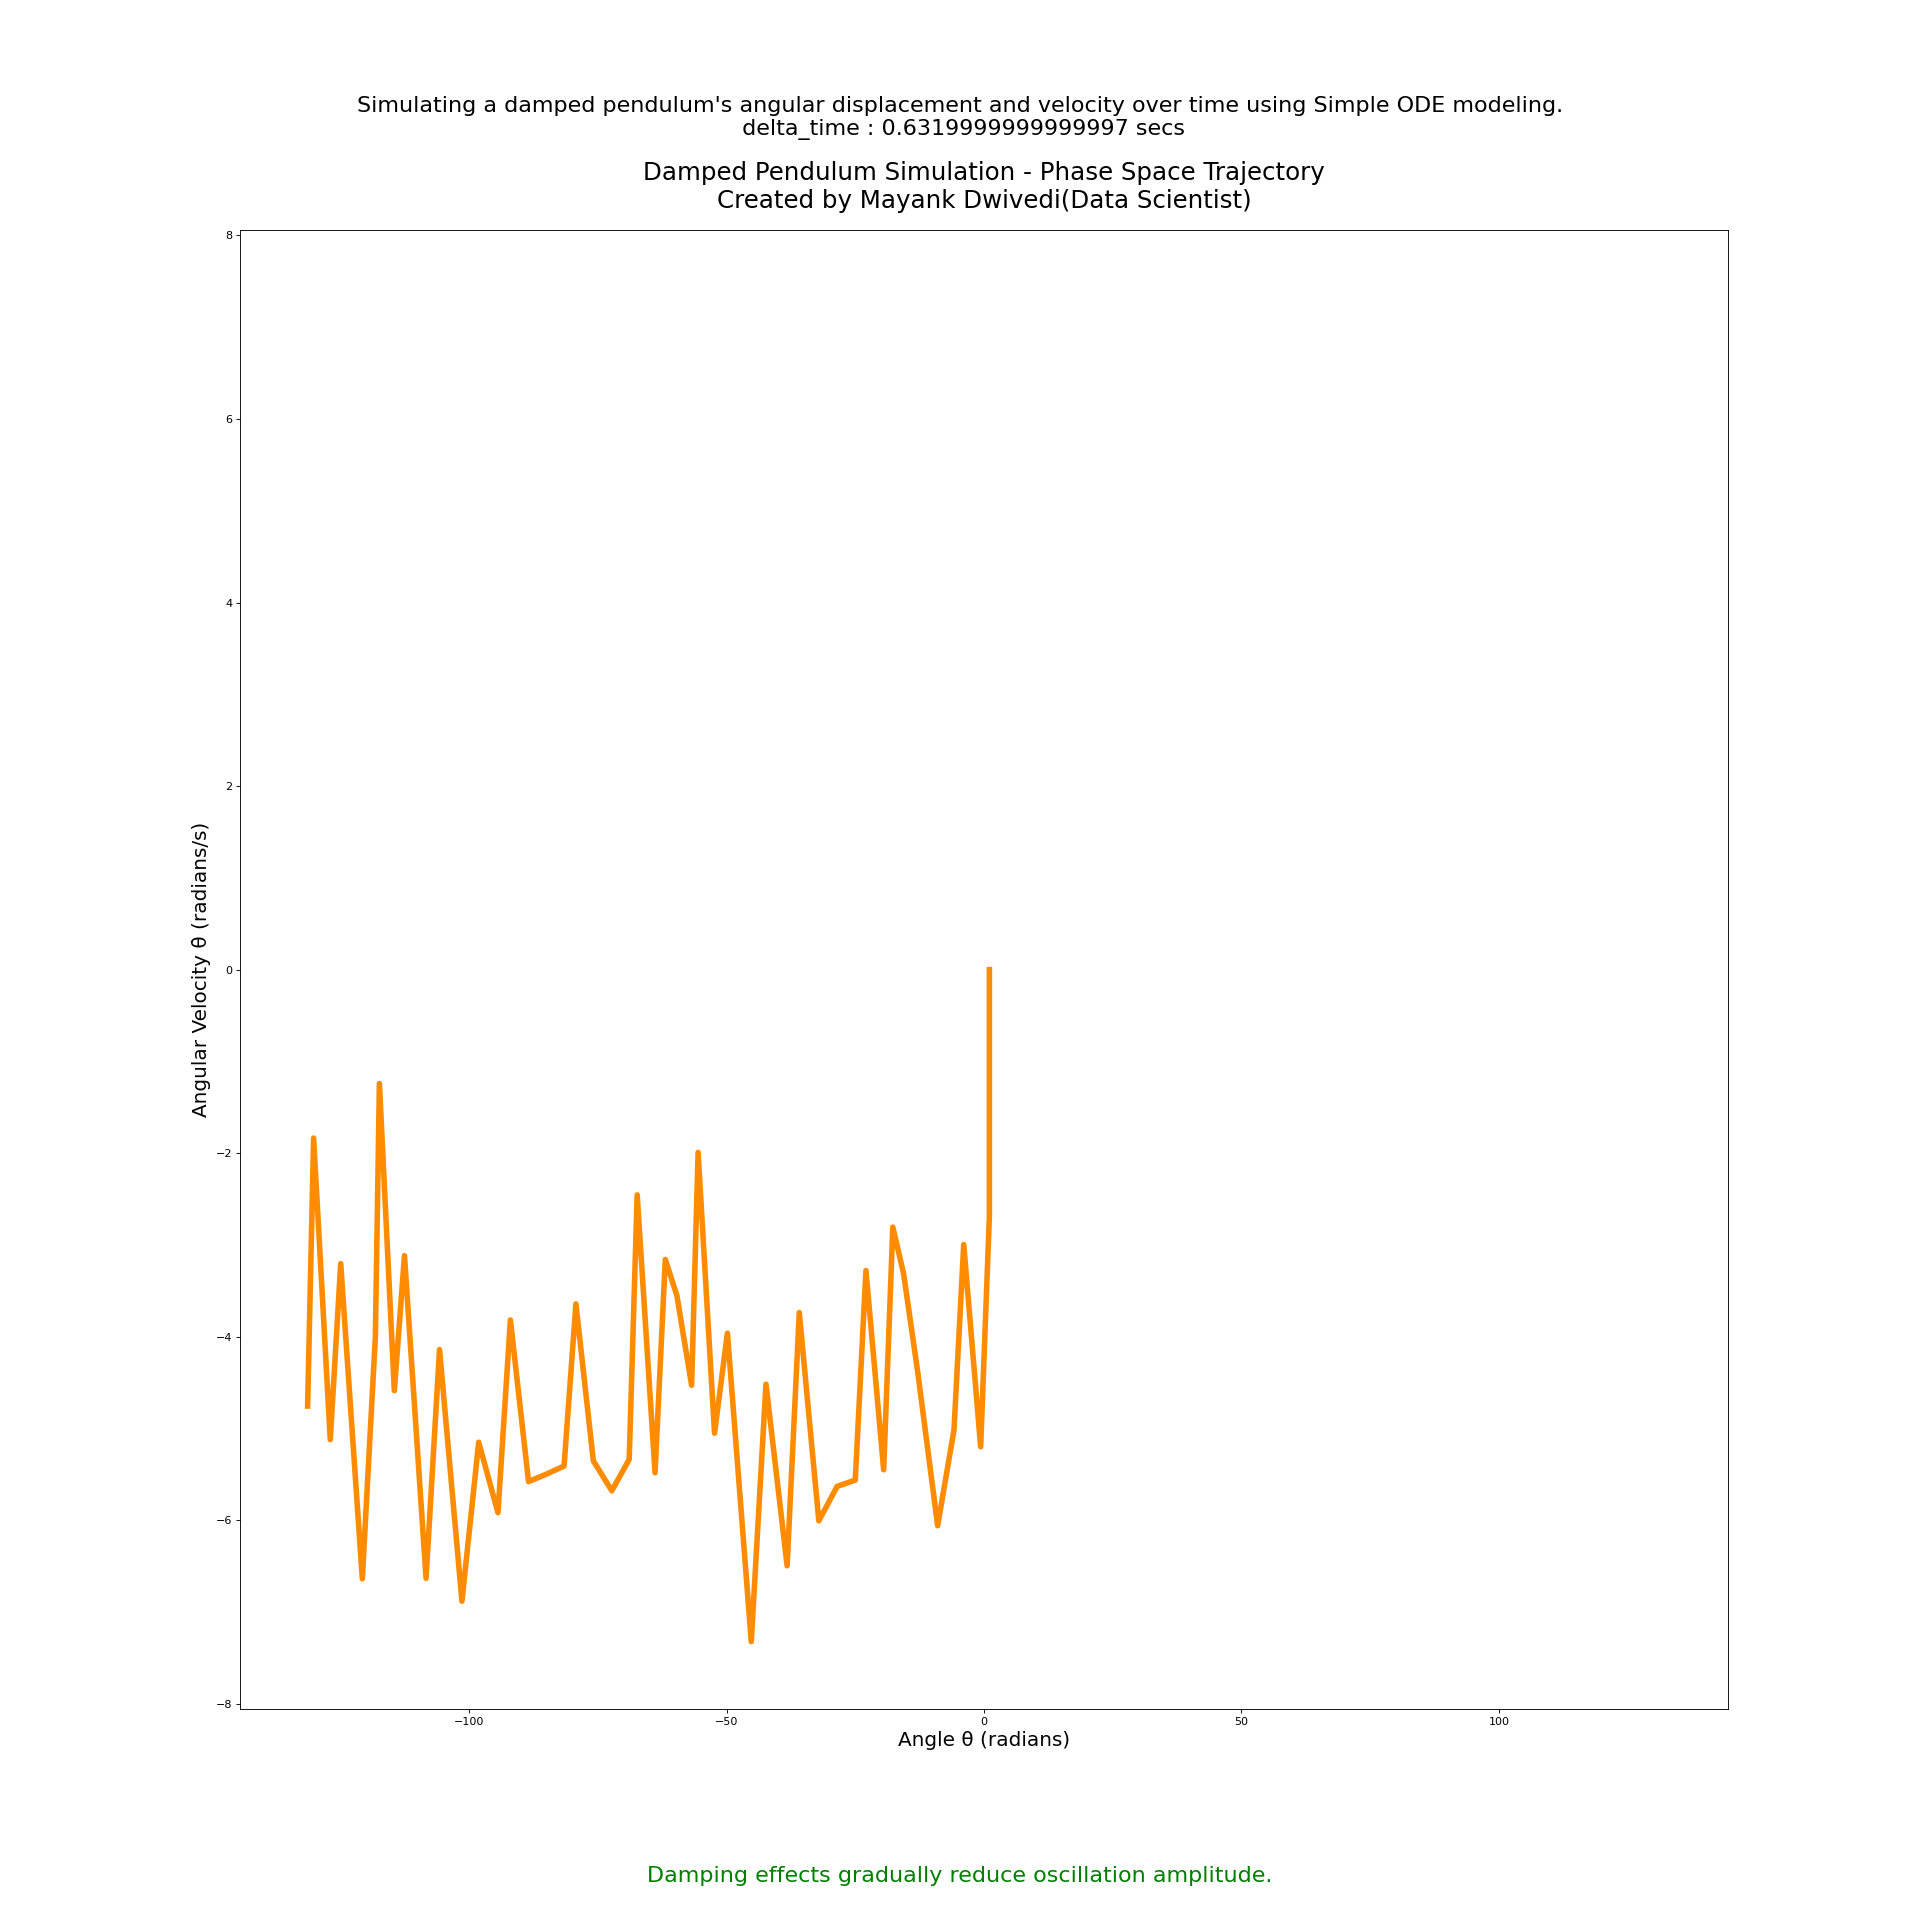 Simulating a damped pendulum's angular displacement and velocity over time using Simple ODE modeling.
delta_time : 0.6319999999999997 secs
Damped Pendulum Simulation - Phase Space Trajectory
Created by Mayank Dwivedi(Data Scientist)
Angular Velocity θ (radians/s)
8
6
4
2
0
−2
−4
−6
−8
−100
−50
0
50
100
Angle θ (radians)
Damping effects gradually reduce oscillation amplitude.